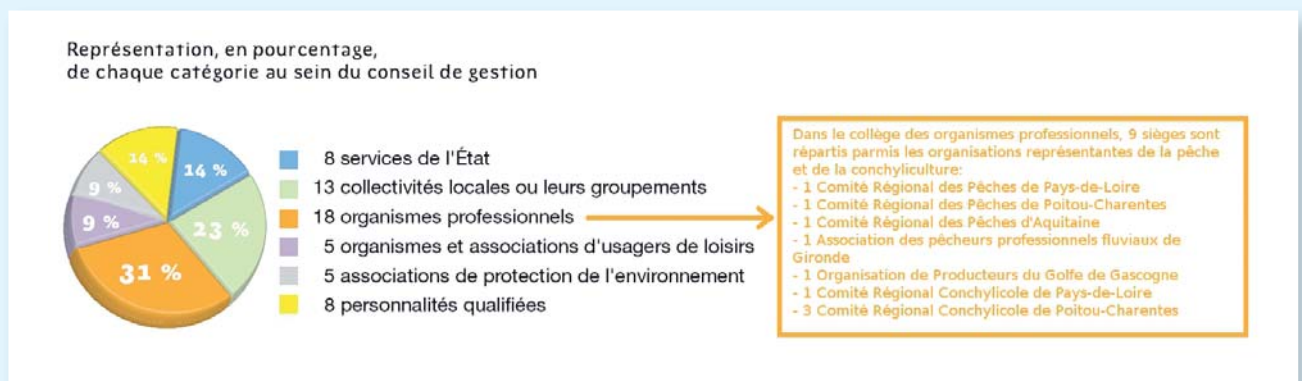 Représentation, en pourcentage,
de chaque catégorie au sein du conseil de gestion
14 %
14 %
9 %
9 %
23 %
31 %
8 services de l'État
13 collectivités locales ou leurs groupements
18 organismes professionnels
5 organismes et associations d'usagers de loisirs
5 associations de protection de l'environnement
8 personnalités qualifiées
Dans le collège des organismes professionnels, 9 sièges sont
répartis parmis les organisations représentantes de la pêche
et de la conchyliculture:
- 1 Comité Régional des Pêches de Pays-de-Loire
- 1 Comité Régional des Pêches de Poitou-Charentes
- 1 Comité Régional des Pêches d'Aquitaine
- 1 Association des pêcheurs professionnels fluviaux de
Gironde
- 1 Organisation de Producteurs du Golfe de Gascogne
- 1 Comité Régional Conchylicole de Pays-de-Loire
- 3 Comité Régional Conchylicole de Poitou-Charentes